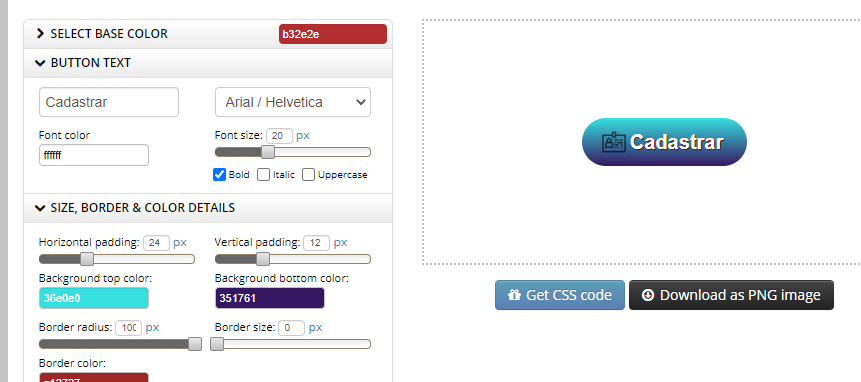 SELECT BASE COLOR
b32e2e
BUTTON TEXT
Cadastrar
Arial / Helvetica
Font color
Font size: 20 px
ffffff
Bold Italic Uppercase
SIZE, BORDER & COLOR DETAILS
Horizontal padding: 24 px
Vertical padding: 12 px
Background top color:
Background bottom color:
36e0e0
351761
Border radius: 100 px
Border size: 0 px
Border color:
Cadastrar
Get CSS code
Download as PNG image